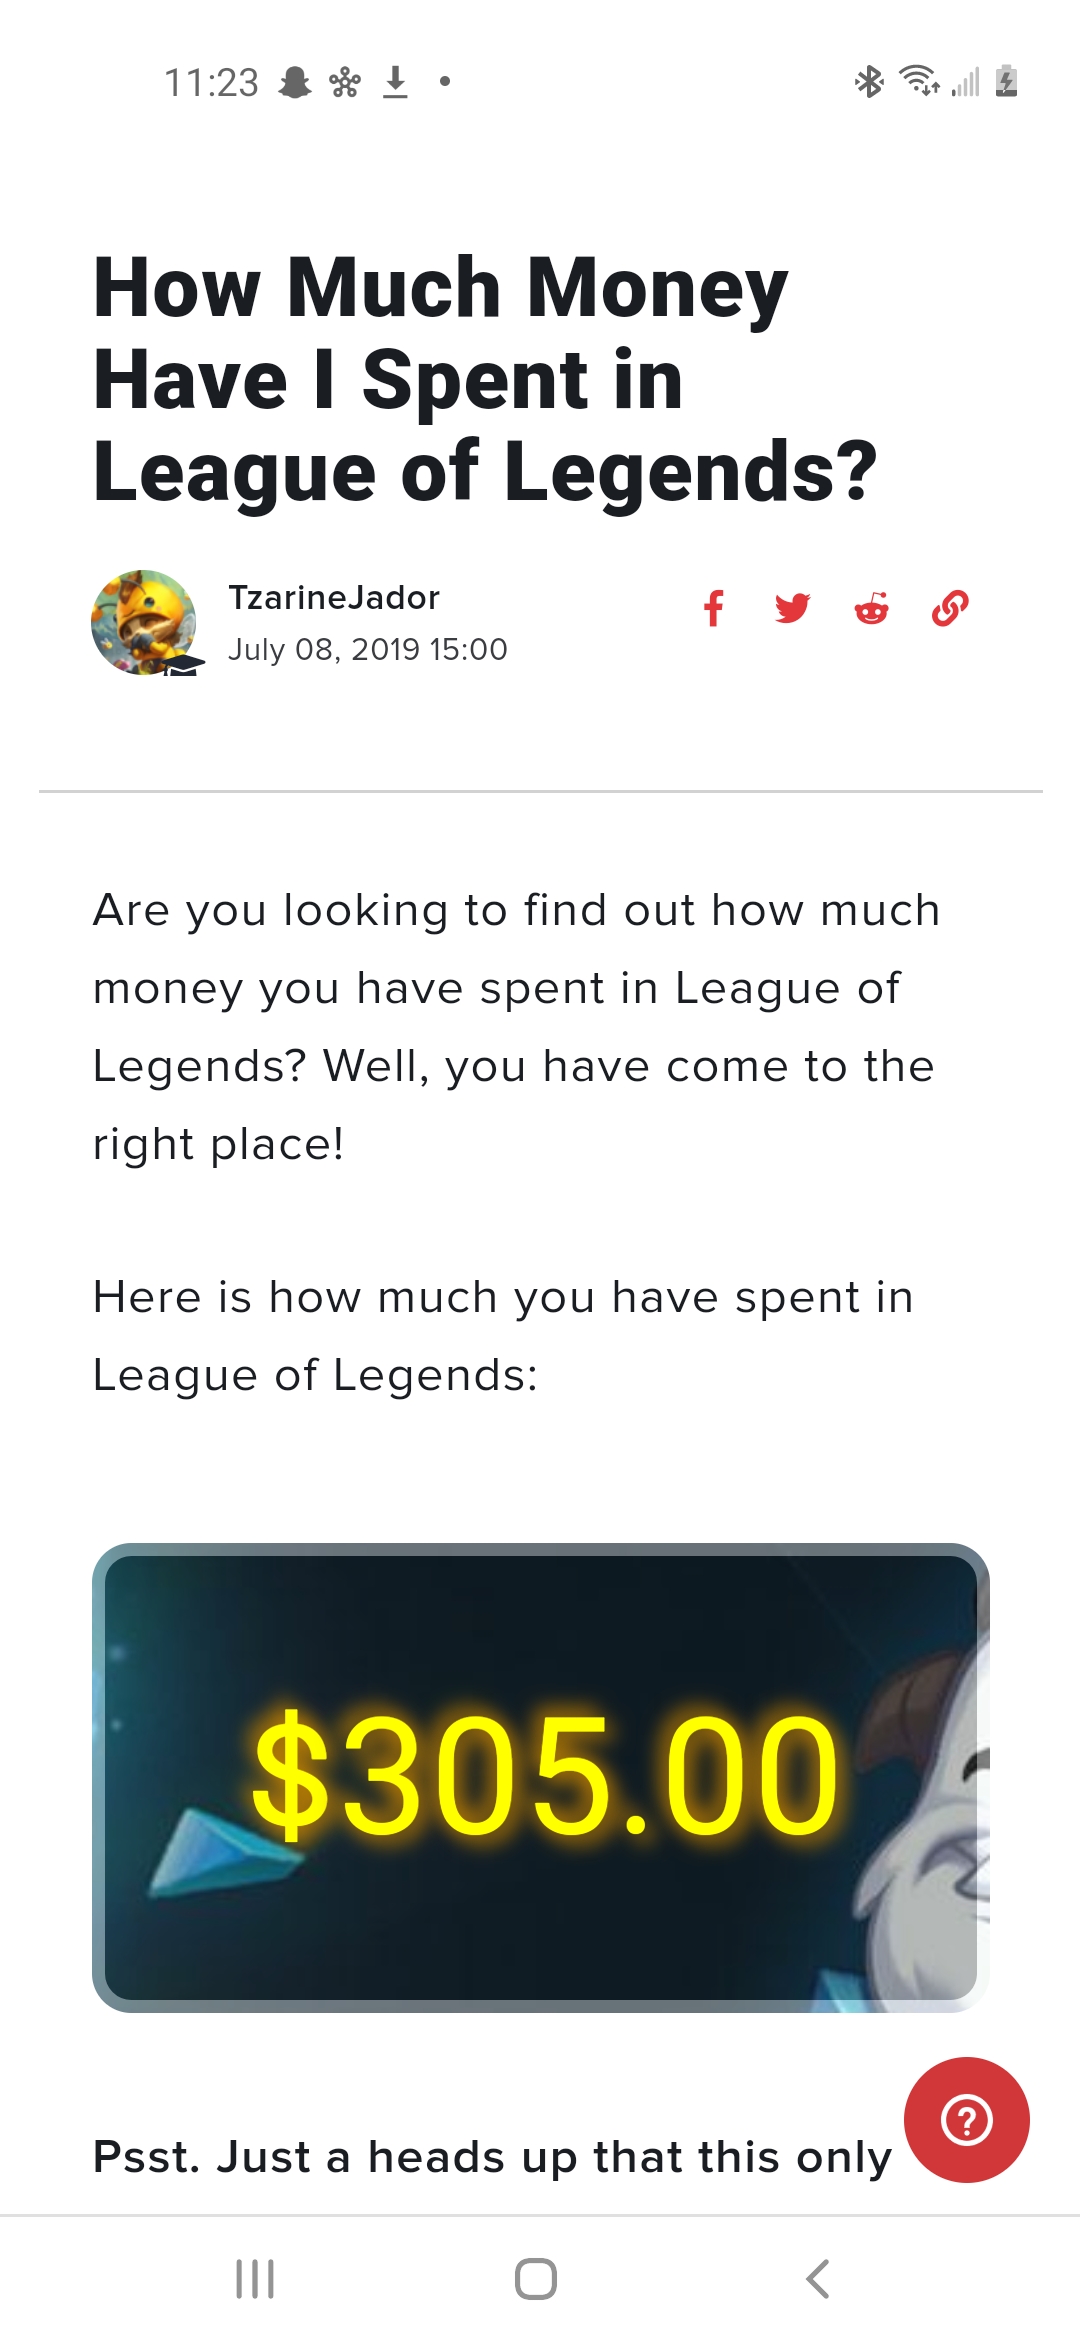 11:23
How Much Money
Have I Spent in
League of Legends?
TzarineJador
July 08, 2019 15:00
Are you looking to find out how much
money you have spent in League of
Legends? Well, you have come to the
right place!
Here is how much you have spent in
League of Legends:
$305.00
Psst. Just a heads up that this only